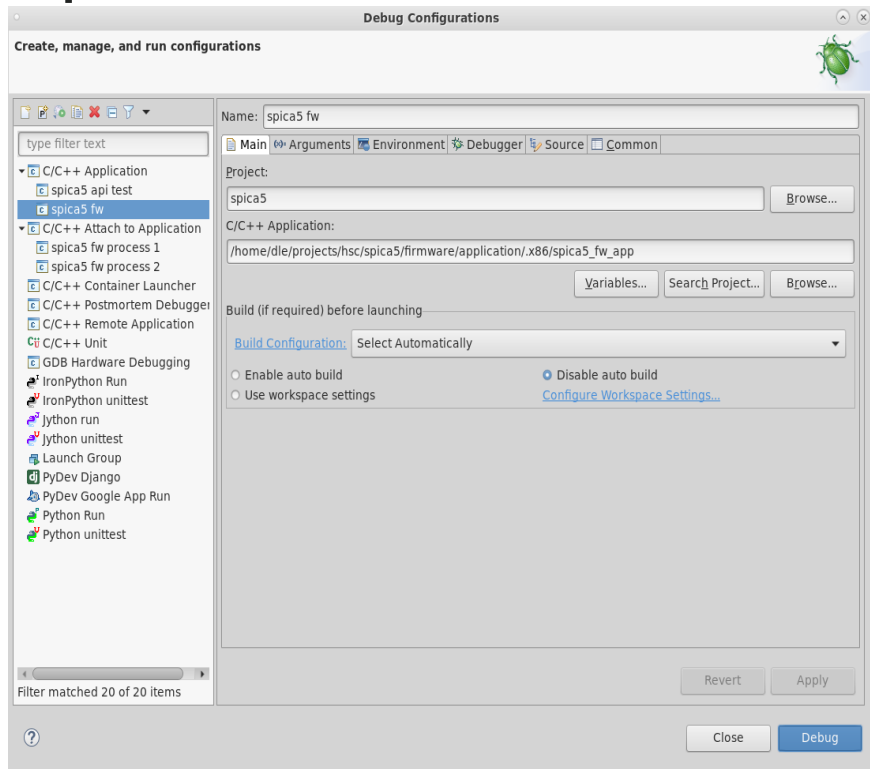 Debug Configurations
Create, manage, and run configurations
type filter text
C/C++ Application
spica5 api test
spica5 fw
C/C++ Attach to Application
spica5 fw process 1
spica5 fw process 2
C/C++ Container Launcher
C/C++ Postmortem Debugger
C/C++ Remote Application
C/C++ Unit
GDB Hardware Debugging
IronPython Run
IronPython unittest
Jython run
Jython unittest
Launch Group
PyDev Django
PyDev Google App Run
Python Run
Python unittest
Filter matched 20 of 20 items
Name: spica5 fw
Main Arguments Environment Debugger Source Common
Project:
spica5 Browse...
C/C++ Application:
/home/dle/projects/hsc/spica5/firmware/application/.x86/spica5_fw_app
Variables... Search Project... Browse...
Build (if required) before launching
Build Configuration: Select Automatically
Enable auto build Disable auto build
Use workspace settings Configure Workspace Settings...
Revert Apply
Close Debug